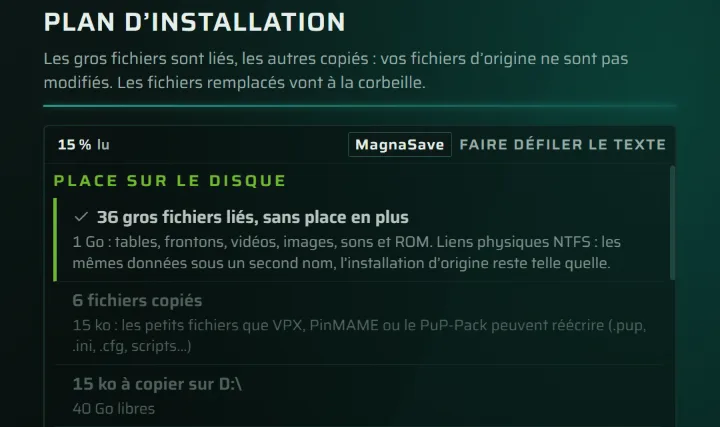 PLAN D’INSTALLATION
Les gros fichiers sont liés, les autres copiés : vos fichiers d’origine ne sont pas
modifiés. Les fichiers remplacés vont à la corbeille.
15 % lu MagnaSave FAIRE DÉFILER LE TEXTE
PLACE SUR LE DISQUE
✓ 36 gros fichiers liés, sans place en plus
1 Go : tables, frontons, vidéos, images, sons et ROM. Liens physiques NTFS : les
mêmes données sous un second nom, l’installation d’origine reste telle quelle.
6 fichiers copiés
15 ko : les petits fichiers que VPX, PinMAME ou le PuP-Pack peuvent réécrire (.pup,
.ini, .cfg, scripts…)
15 ko à copier sur D:\
40 Go libres